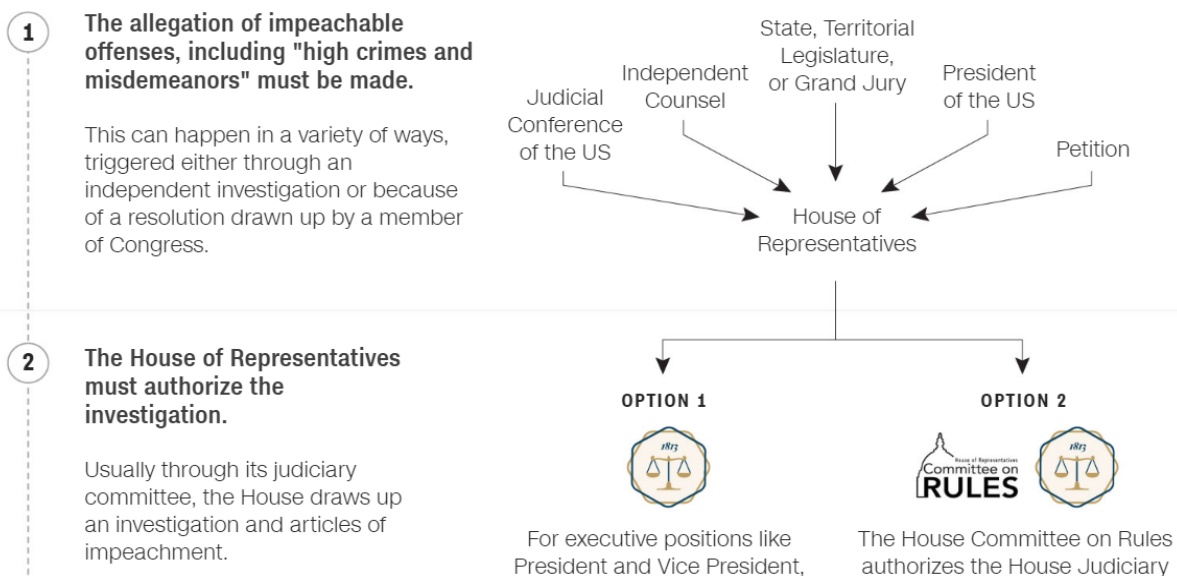 1
The allegation of impeachable
offenses, including "high crimes and
misdemeanors" must be made.
This can happen in a variety of ways,
triggered either through an
independent investigation or because
of a resolution drawn up by a member
of Congress.
Judicial
Conference
of the US
Independent
Counsel
State, Territorial
Legislature,
or Grand Jury
President
of the US
Petition
House of
Representatives
2
The House of Representatives
must authorize the
investigation.
Usually through its judiciary
committee, the House draws up
an investigation and articles of
impeachment.
OPTION 1
1813
For executive positions like
President and Vice President,
OPTION 2
House of Representatives
Committee on
RULES
1813
The House Committee on Rules
authorizes the House Judiciary